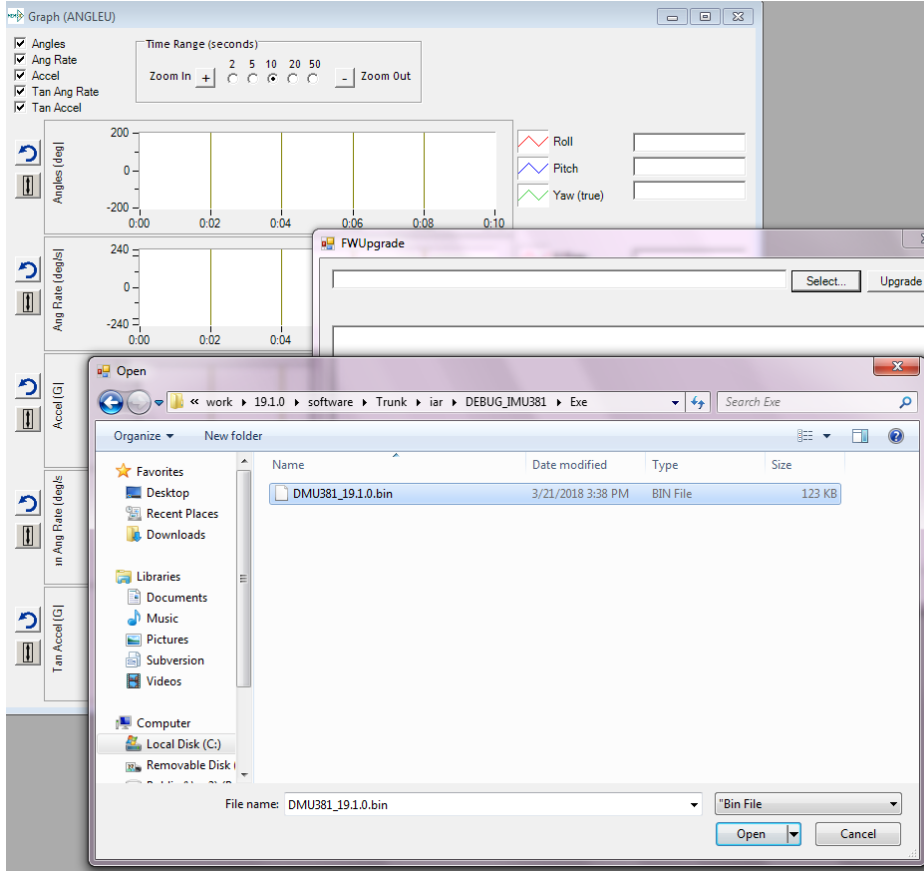 Graph (ANGLEU)
Angles
Ang Rate
Accel
Tan Ang Rate
Tan Accel
Time Range (seconds)
2 5 10 20 50
Zoom In + - Zoom Out
Angles (deg)
200
0
-200
0:00 0:02 0:04 0:06 0:08 0:10
Roll
Pitch
Yaw (true)
Ang Rate (deg/s)
240
0
-240
0:00 0:02 0:04
Accel (G)
Ang Rate (deg/s
Tan Accel (G)
FWUpgrade
Select... Upgrade
Open
« work 19.1.0 software Trunk iar DEBUG_IMU381 Exe
Search Exe
Organize New folder
Name Date modified Type Size
DMU381_19.1.0.bin 3/21/2018 3:38 PM BIN File 123 KB
Favorites
Desktop
Recent Places
Downloads
Libraries
Documents
Music
Pictures
Subversion
Videos
Computer
Local Disk (C:)
Removable Disk (
File name: DMU381_19.1.0.bin
"Bin File
Open Cancel